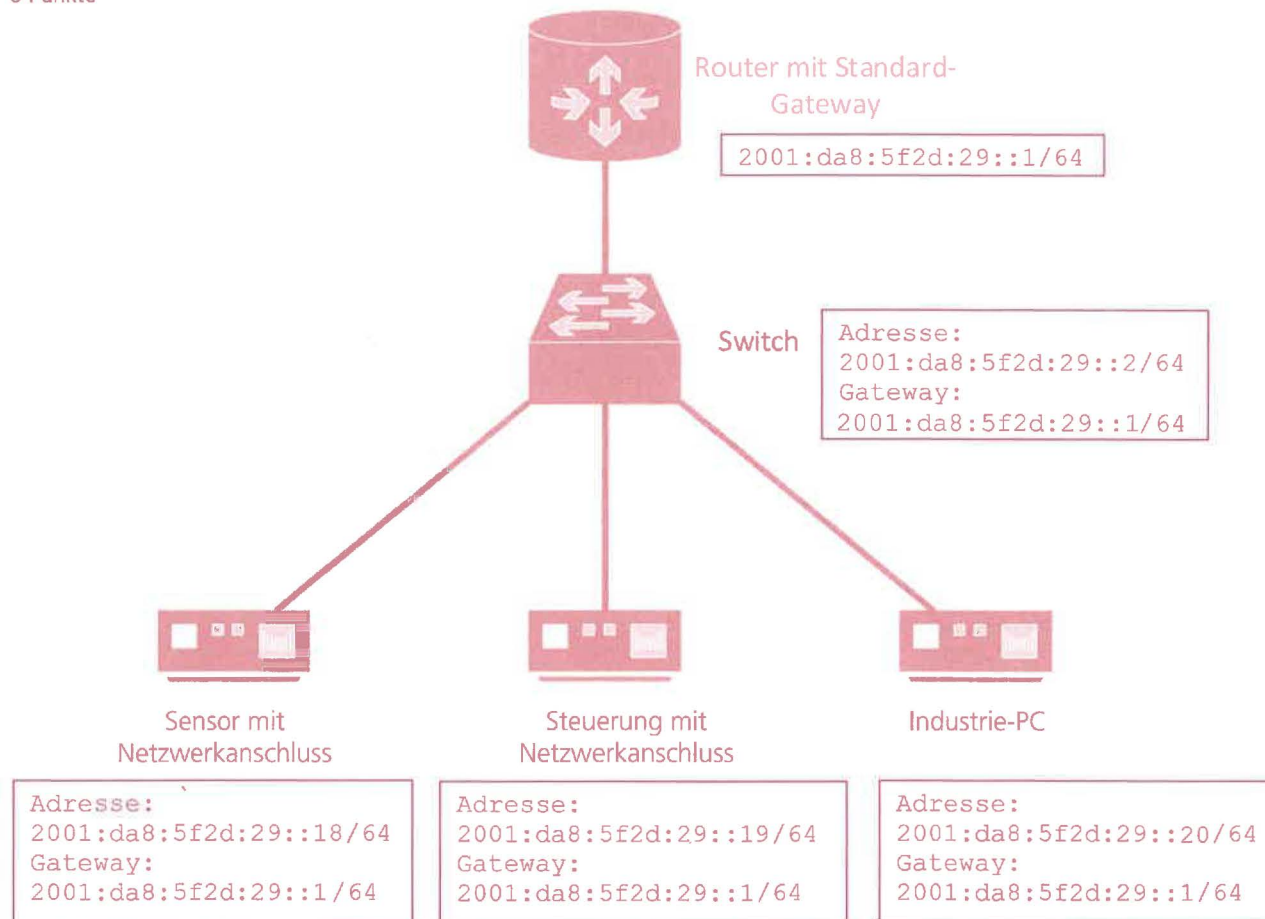 Router mit Standard-
Gateway
2001:da8:5f2d:29::1/64
Switch
Adresse:
2001:da8:5f2d:29::2/64
Gateway:
2001:da8:5f2d:29::1/64
Sensor mit
Netzwerkanschluss
Adresse:
2001:da8:5f2d:29::18/64
Gateway:
2001:da8:5f2d:29::1/64
Steuerung mit
Netzwerkanschluss
Adresse:
2001:da8:5f2d:29::19/64
Gateway:
2001:da8:5f2d:29::1/64
Industrie-PC
Adresse:
2001:da8:5f2d:29::20/64
Gateway:
2001:da8:5f2d:29::1/64